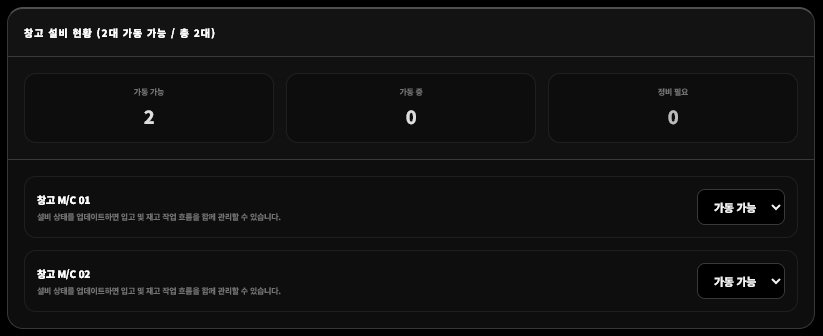 창고 설비 현황 (2대 가동 가능 / 총 2대)
가동 가능
2
가동 중
0
정비 필요
0
창고 M/C 01
설비 상태를 업데이트하면 입고 및 재고 작업 흐름을 함께 관리할 수 있습니다.
가동 가능
창고 M/C 02
설비 상태를 업데이트하면 입고 및 재고 작업 흐름을 함께 관리할 수 있습니다.
가동 가능